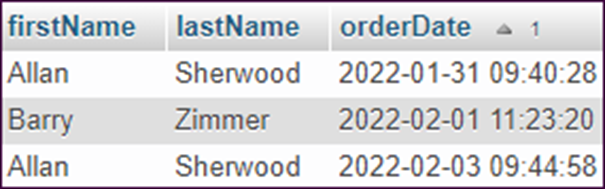 firstName lastName orderDate 1
Allan Sherwood 2022-01-31 09:40:28
Barry Zimmer 2022-02-01 11:23:20
Allan Sherwood 2022-02-03 09:44:58